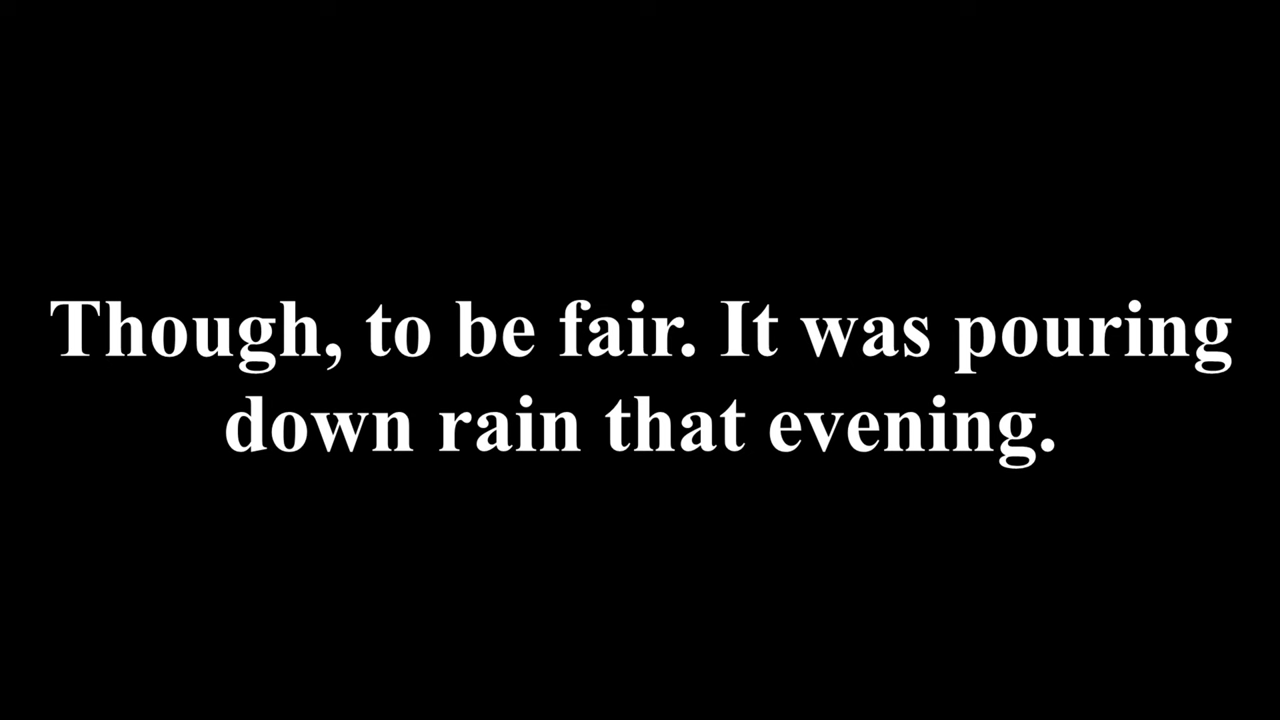 Though, to be fair. It was pouring
down rain that evening.